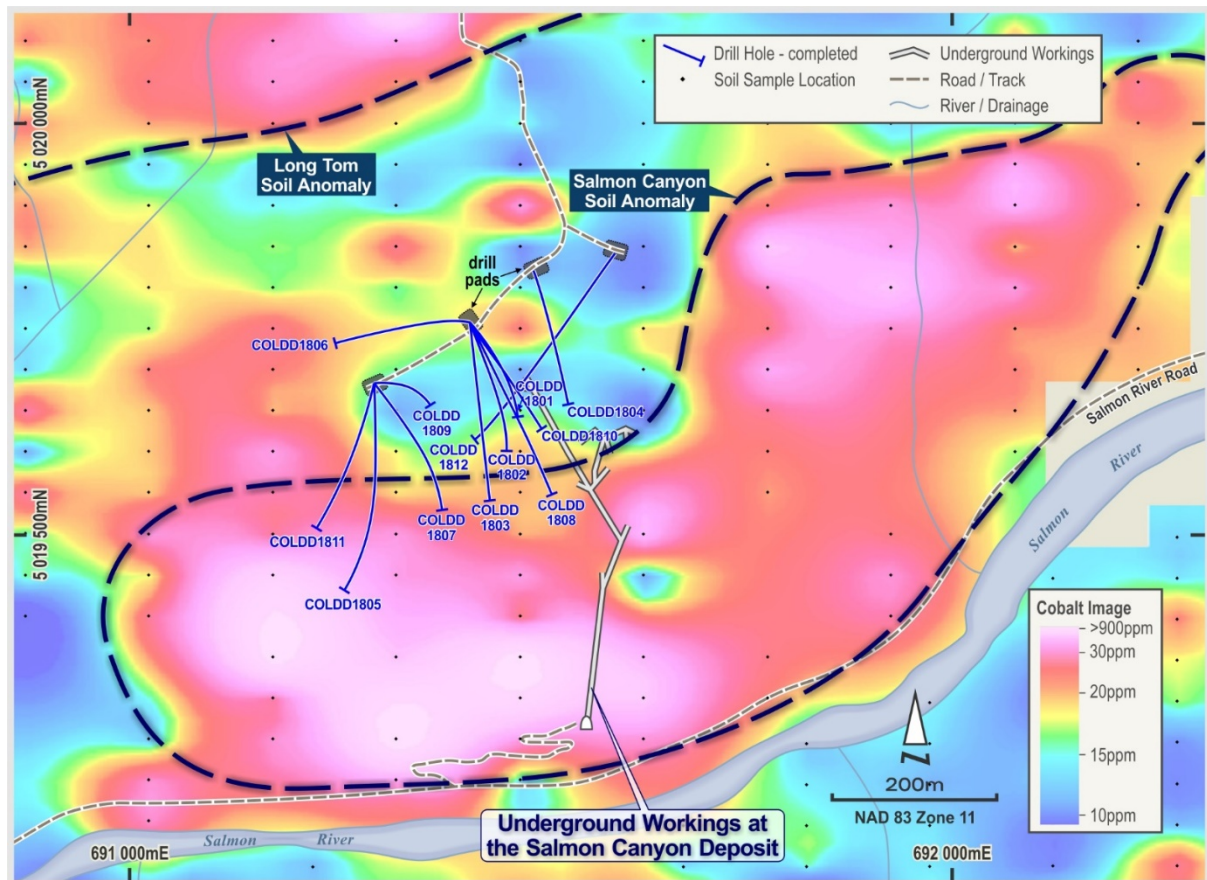 Drill Hole - completed
Soil Sample Location
Underground Workings
Road / Track
River / Drainage
5 020 000mN
Long Tom
Soil Anomaly
Salmon Canyon
Soil Anomaly
drill
pads
COLDD1806
COLDD
1801
COLDD
1809
COLDD1804
COLDD1810
COLDD
1812
COLDD
1802
COLDD
1807
COLDD
1803
COLDD
1808
COLDD1811
COLDD1805
5 019 500mN
Salmon River Road
Salmon River
Cobalt Image
>900ppm
30ppm
20ppm
15ppm
10ppm
N
200m
NAD 83 Zone 11
Underground Workings at
the Salmon Canyon Deposit
Salmon River
691 000mE
692 000mE